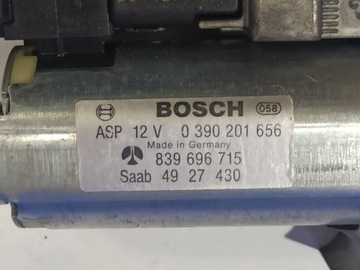 BOSCH 058
ASP 12 V 0 390 201 656
Made in Germany
839 696 715
Saab 49 27 430